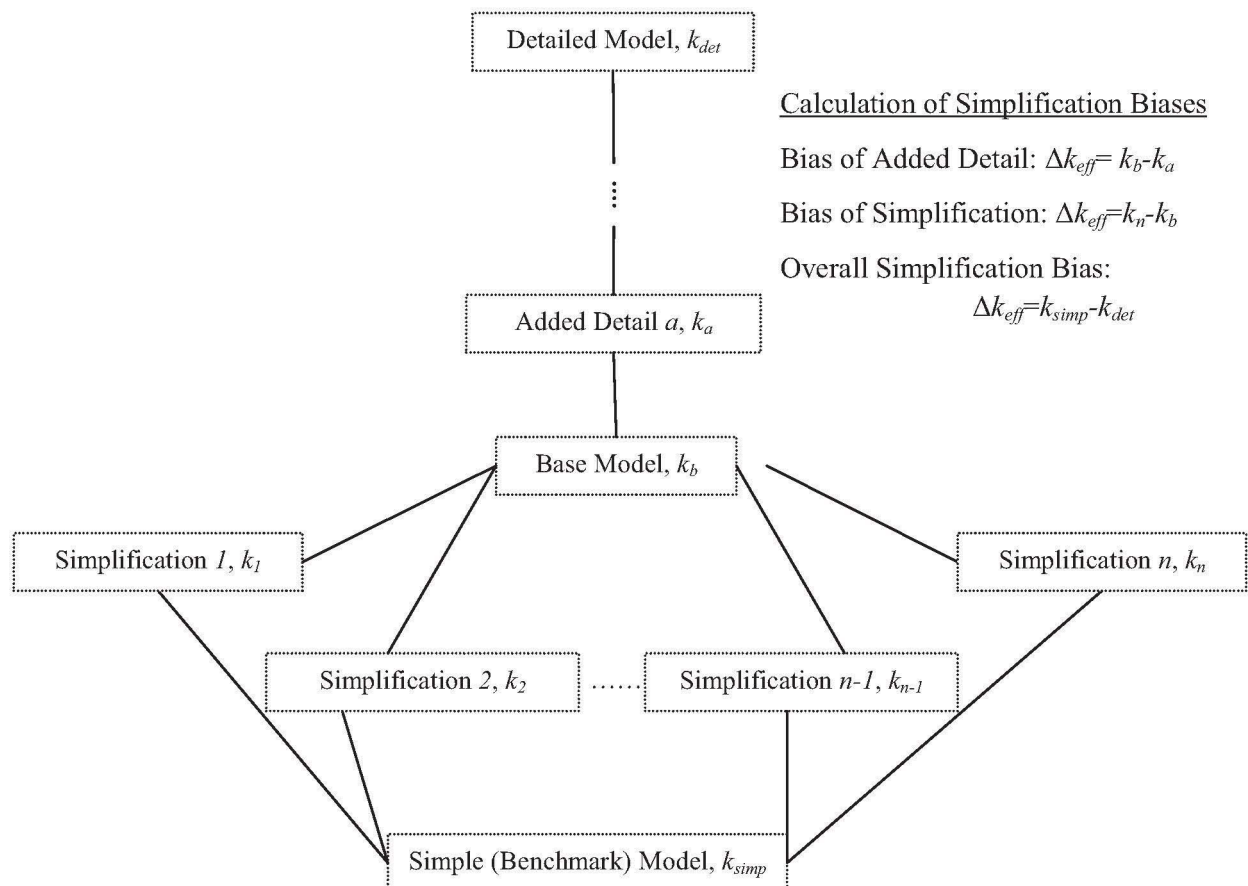 Detailed Model, k_det
Calculation of Simplification Biases
Bias of Added Detail: Δk_eff= k_b-k_a
Bias of Simplification: Δk_eff=k_n-k_b
Overall Simplification Bias:
Δk_eff=k_simp-k_det
Added Detail a, k_a
Base Model, k_b
Simplification 1, k_1
Simplification n, k_n
Simplification 2, k_2
......
Simplification n-1, k_n-1
Simple (Benchmark) Model, k_simp